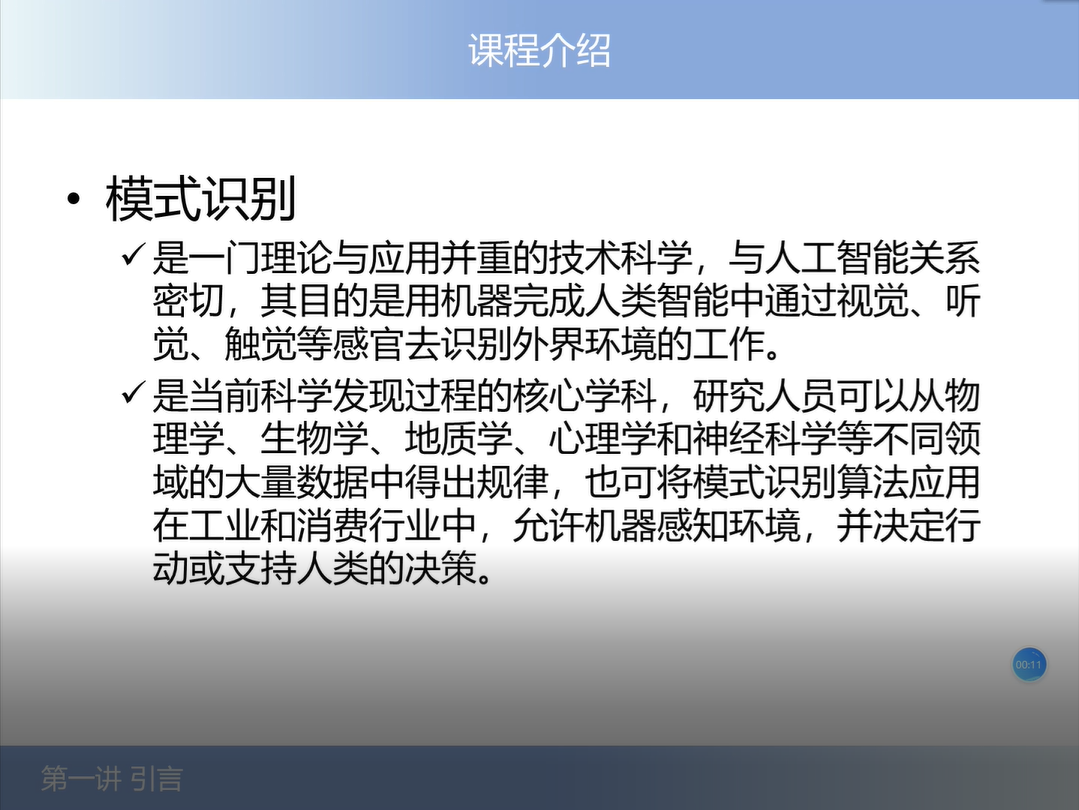 课程介绍
• 模式识别
✓ 是一门理论与应用并重的技术科学，与人工智能关系
密切，其目的是用机器完成人类智能中通过视觉、听
觉、触觉等感官去识别外界环境的工作。
✓ 是当前科学发现过程的核心学科，研究人员可以从物
理学、生物学、地质学、心理学和神经科学等不同领
域的大量数据中得出规律，也可将模式识别算法应用
在工业和消费行业中，允许机器感知环境，并决定行
动或支持人类的决策。
00:11
第一讲 引言